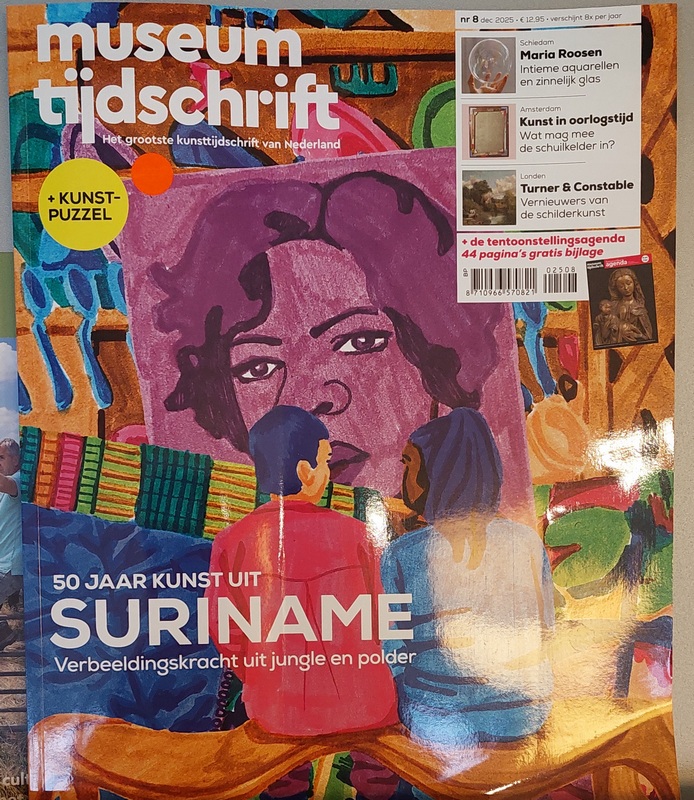 museum
tijdschrift
Het grootste kunsttijdschrift van Nederland
+ KUNST-
PUZZEL
nr 8 dec 2025 • € 12,95 • verschijnt 8x per jaar
Schiedam
Maria Roosen
Intieme aquarellen
en zinnelijk glas
Amsterdam
Kunst in oorlogstijd
Wat mag mee
de schuilkelder in?
Londen
Turner & Constable
Vernieuwers van
de schilderkunst
+ de tentoonstellingsagenda
44 pagina's gratis bijlage
BP
02508
8 710966 570821
agenda
50 JAAR KUNST UIT
SURINAME
Verbeeldingskracht uit jungle en polder
cult